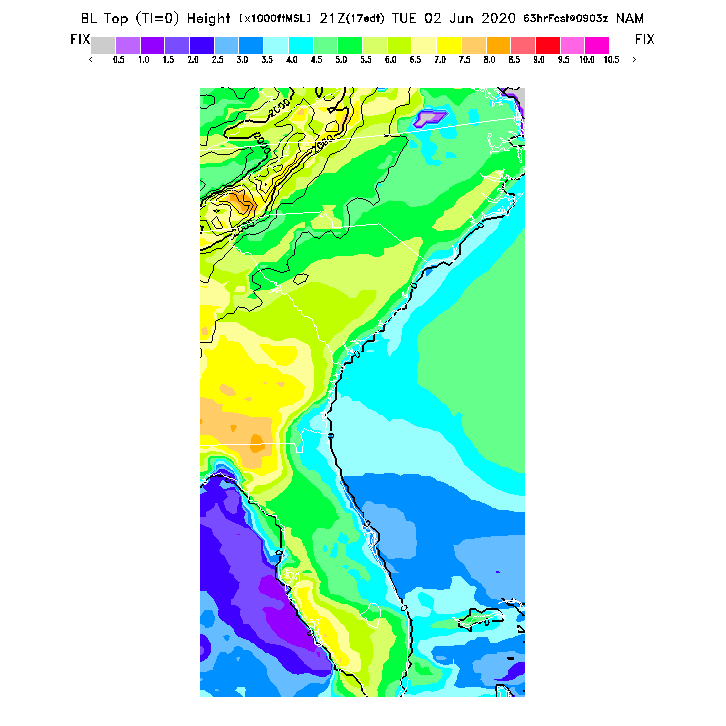 BL Top (TI=0) Height [x1000ftMSL] 21Z(17edt) TUE 02 Jun 2020 63hrFcst@0903z NAM
FIX FIX
< 0.5 1.0 1.5 2.0 2.5 3.0 3.5 4.0 4.5 5.0 5.5 6.0 6.5 7.0 7.5 8.0 8.5 9.0 9.5 10.0 10.5 >
2000
2000
2000